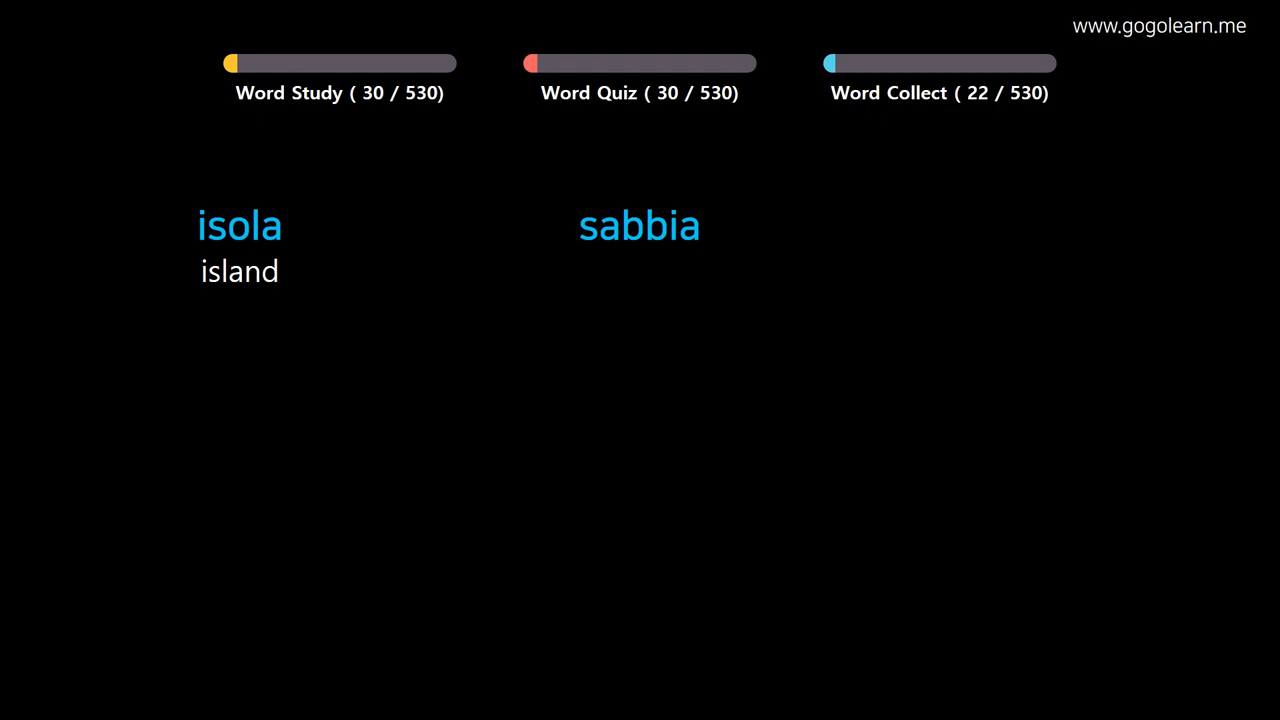 www.gogolearn.me
Word Study ( 30 / 530)
Word Quiz ( 30 / 530)
Word Collect ( 22 / 530)
isola
island
sabbia